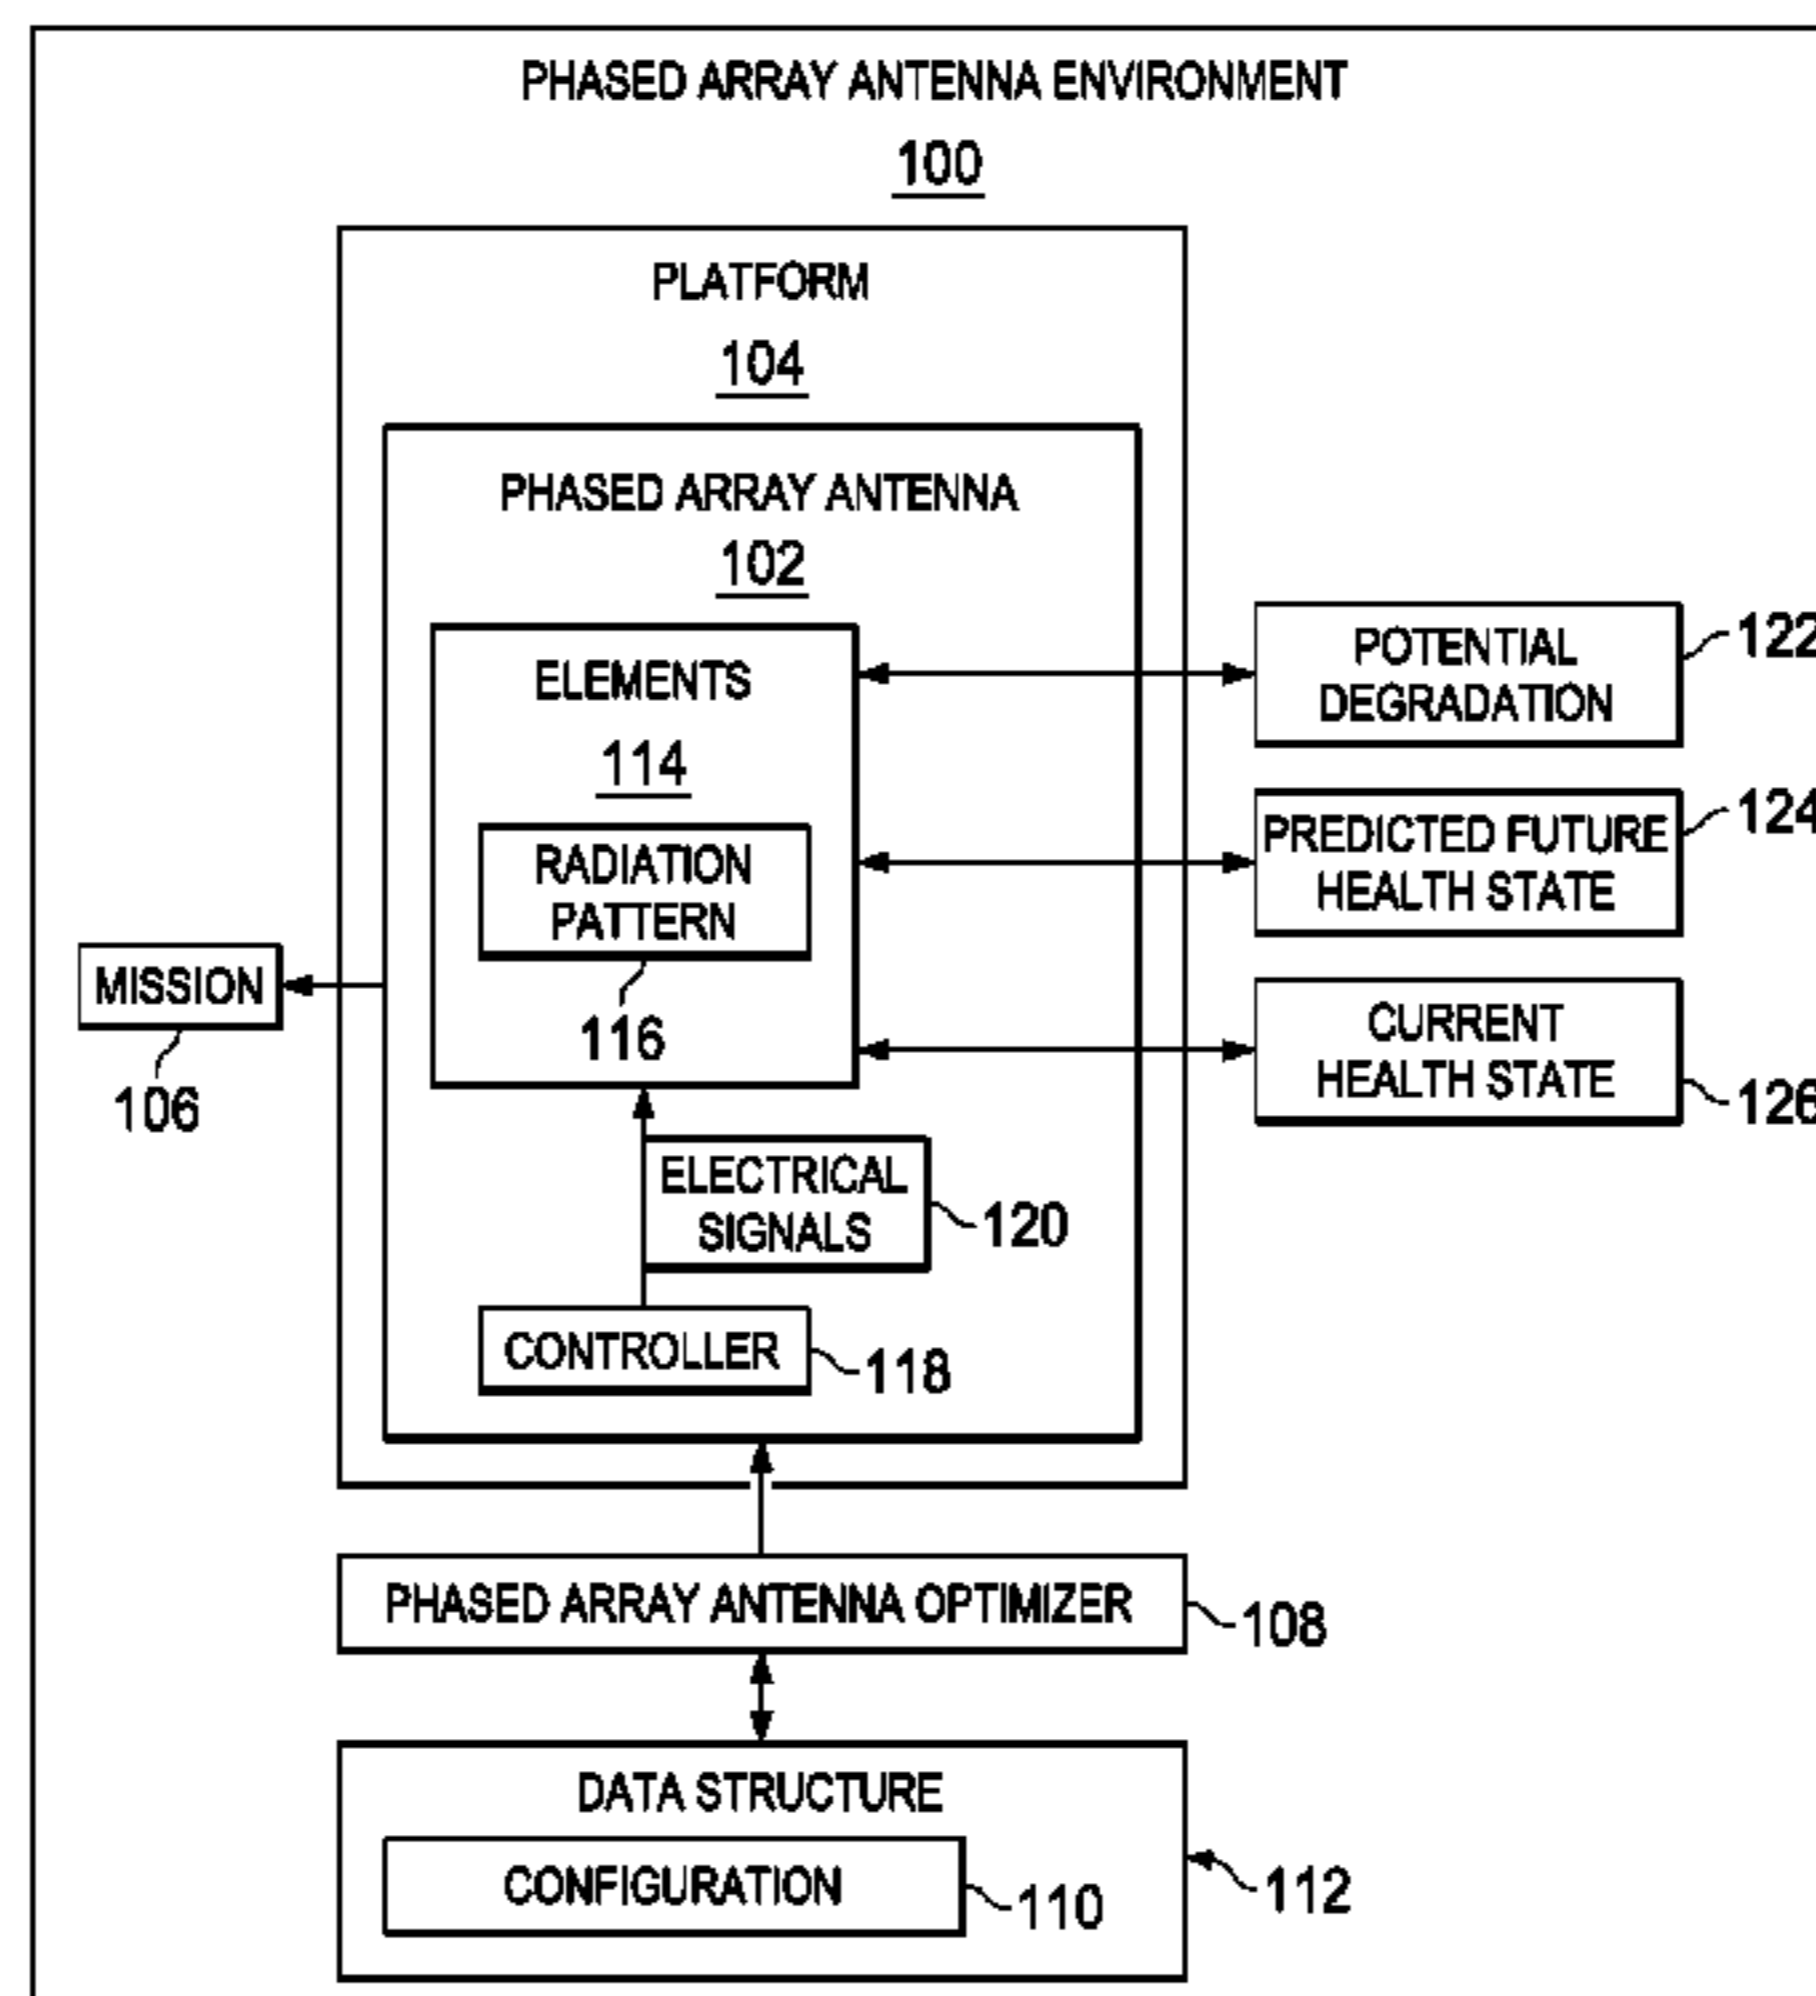 PHASED ARRAY ANTENNA ENVIRONMENT
100
PLATFORM
104
PHASED ARRAY ANTENNA
102
ELEMENTS
114
RADIATION
PATTERN
116
MISSION
106
POTENTIAL
DEGRADATION
122
PREDICTED FUTURE
HEALTH STATE
124
CURRENT
HEALTH STATE
126
ELECTRICAL
SIGNALS
120
CONTROLLER
118
PHASED ARRAY ANTENNA OPTIMIZER
108
DATA STRUCTURE
CONFIGURATION
110
112